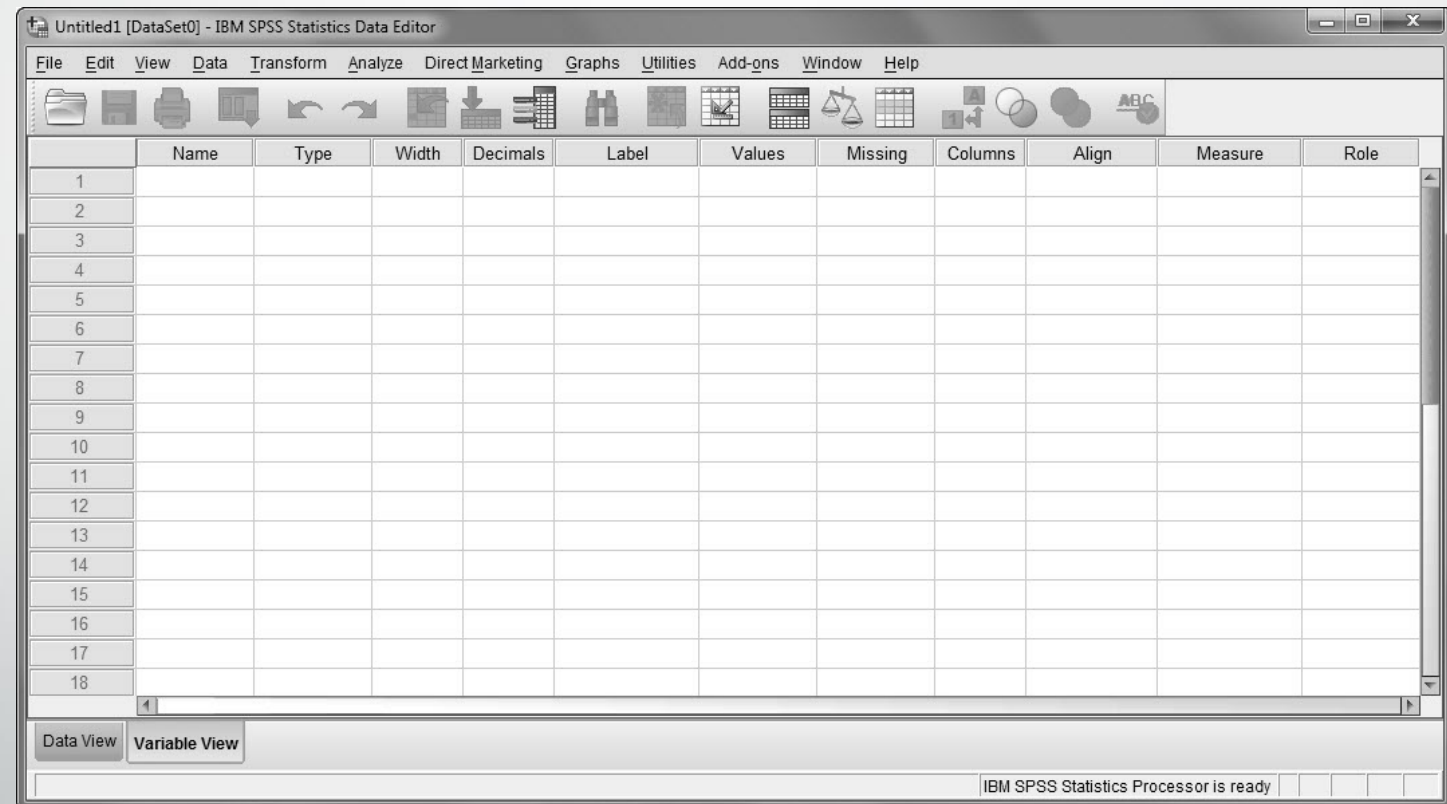 Untitled1 [DataSet0] - IBM SPSS Statistics Data Editor
File Edit View Data Transform Analyze Direct Marketing Graphs Utilities Add-ons Window Help
A
1
ABC
Name Type Width Decimals Label Values Missing Columns Align Measure Role
1
2
3
4
5
6
7
8
9
10
11
12
13
14
15
16
17
18
Data View Variable View
IBM SPSS Statistics Processor is ready